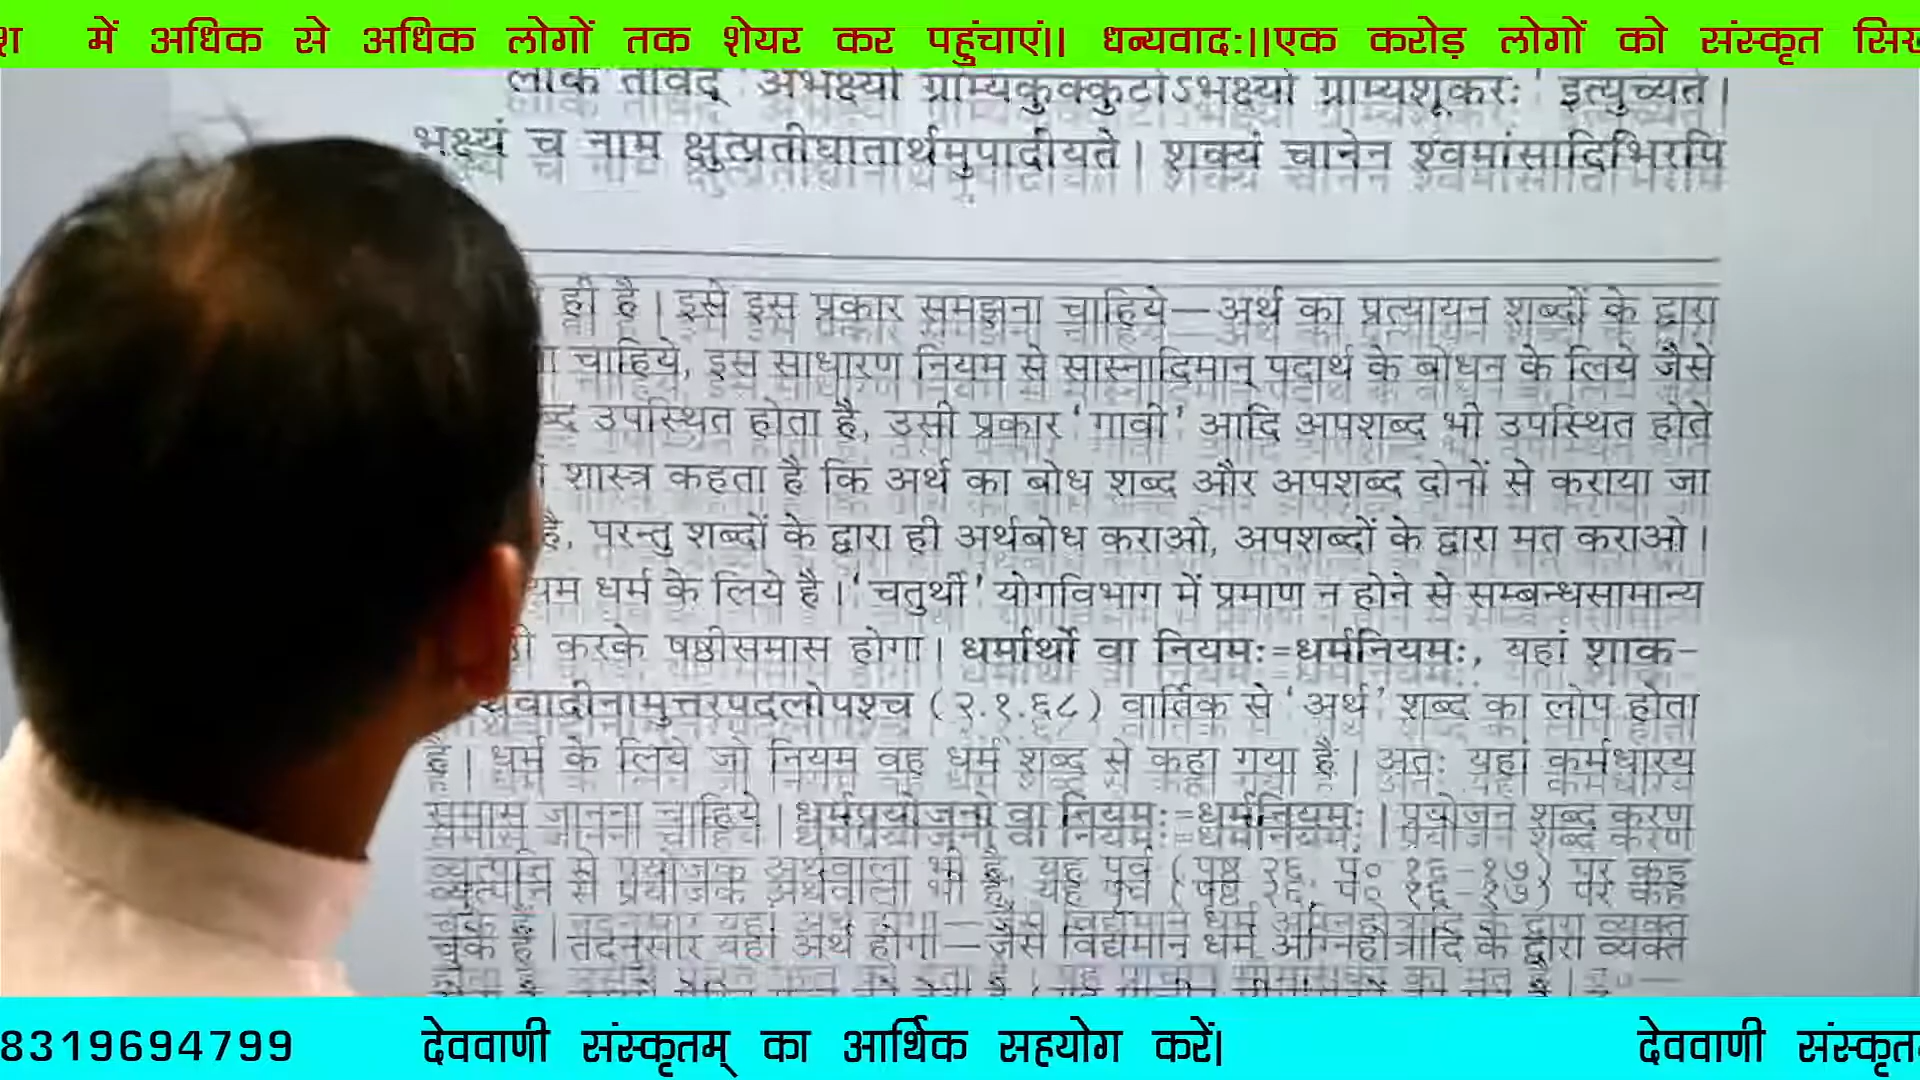 में अधिक से अधिक लोगों तक शेयर कर पहुंचाएं|| धन्यवादः||एक करोड़ लोगों को संस्कृत
लोके तावद् 'अभक्ष्यो ग्राम्यकुक्कुटोऽभक्ष्यो ग्राम्यशूकरः' इत्युच्यते।
भक्ष्यं च नाम क्षुत्प्रतीघातार्थमुपादीयते। शक्यं चानेन श्वमांसादिभिरपि
ही है। इसे इस प्रकार समझना चाहिये—अर्थ का प्रत्यायन शब्दों के द्वारा
चाहिये, इस साधारण नियम से सास्नादिमान् पदार्थ के बोधन के लिये जैसे
उपस्थित होता है, उसी प्रकार 'गावी' आदि अपशब्द भी उपस्थित होते
शास्त्र कहता है कि अर्थ का बोध शब्द और अपशब्द दोनों से कराया जा
है, परन्तु शब्दों के द्वारा ही अर्थबोध कराओ, अपशब्दों के द्वारा मत कराओ।
धर्म के लिये है। 'चतुर्थी' योगविभाग में प्रमाण न होने से सम्बन्धसामान्य
करके षष्ठीसमास होगा। धर्मार्थो वा नियमः=धर्मनियमः, यहां शाक-
वादीनामुत्तरपदलोपश्च (२.१.६८) वार्तिक से 'अर्थ' शब्द का लोप होता
है। धर्म के लिये जो नियम वह धर्म शब्द से कहा गया है। अतः यहां कर्मधारय
समास जानना चाहिये। धर्मप्रयोजनो वा नियमः=धर्मनियमः। प्रयोजन शब्द करण
व्युत्पत्ति से प्रयोजक अर्थवाला भी है, यह पूर्व (पृष्ठ २६, पं० १६-१७) पर कह
चुके हैं। तदनुसार यहां अर्थ होगा—जैसे विद्यमान धर्म अग्निहोत्रादि के द्वारा व्यक्त
8319694799 देववाणी संस्कृतम् का आर्थिक सहयोग करें| देववाणी